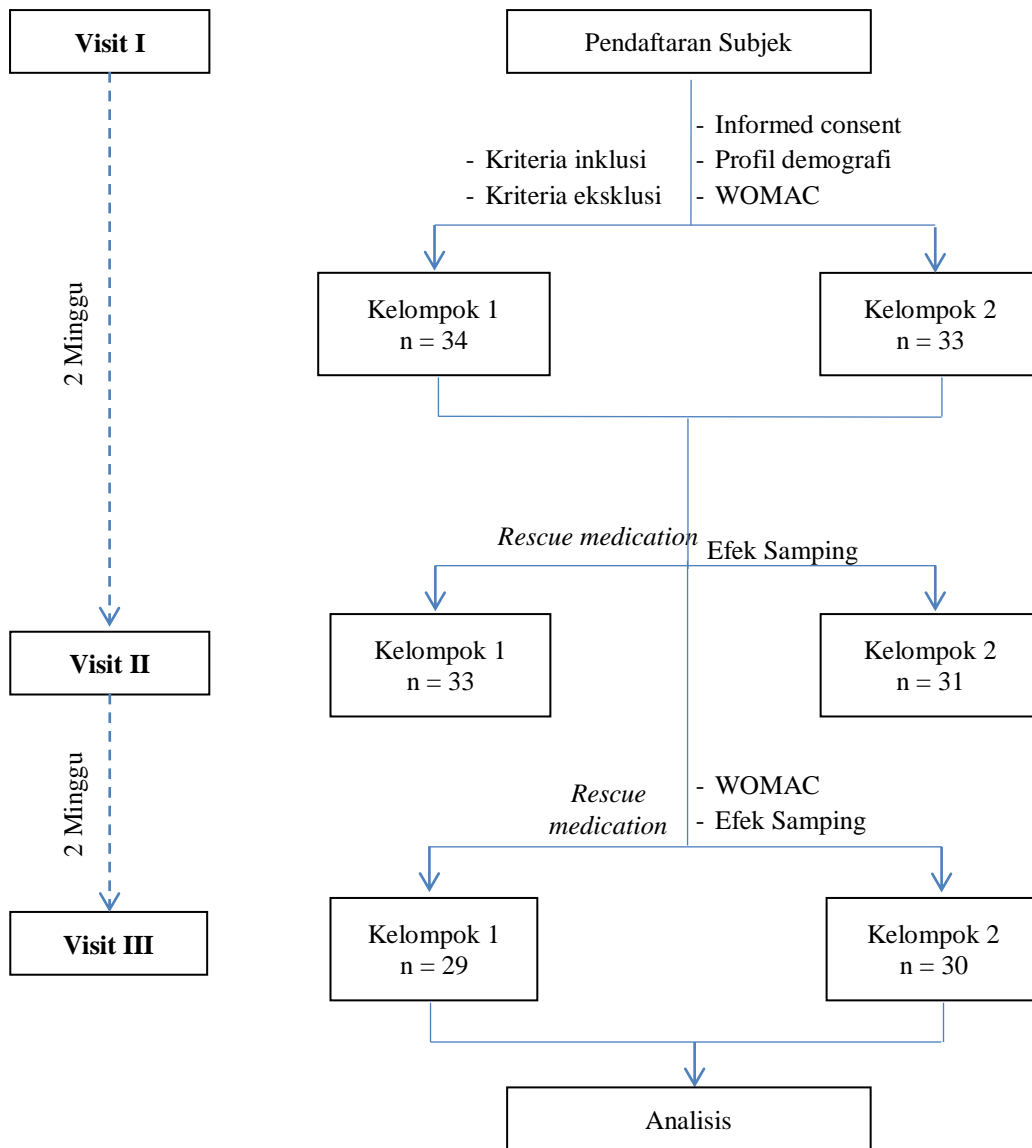 Visit I
Pendaftaran Subjek
- Kriteria inklusi
- Kriteria eksklusi
- Informed consent
- Profil demografi
- WOMAC
2 Minggu
Kelompok 1
n = 34
Kelompok 2
n = 33
Rescue medication
Efek Samping
Visit II
Kelompok 1
n = 33
Kelompok 2
n = 31
2 Minggu
Rescue
medication
- WOMAC
- Efek Samping
Visit III
Kelompok 1
n = 29
Kelompok 2
n = 30
Analisis